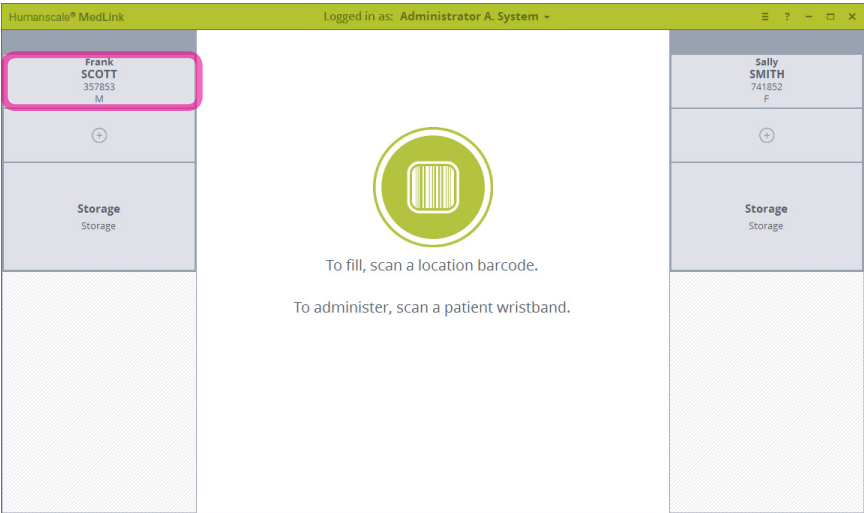 Humanscale® MedLink
Logged in as: Administrator A. System
?
Frank
SCOTT
357853
M
Storage
Storage
To fill, scan a location barcode.
To administer, scan a patient wristband.
Sally
SMITH
741852
F
Storage
Storage